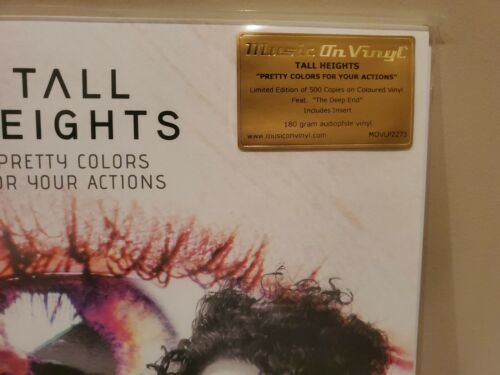 Music On Vinyl
TALL HEIGHTS
"PRETTY COLORS FOR YOUR ACTIONS"
Limited Edition of 500 Copies on Coloured Vinyl
Feat. "The Deep End"
Includes Insert
180 gram audiophile vinyl
www.musiconvinyl.com MOVLP2273
TALL
EIGHTS
PRETTY COLORS
OR YOUR ACTIONS